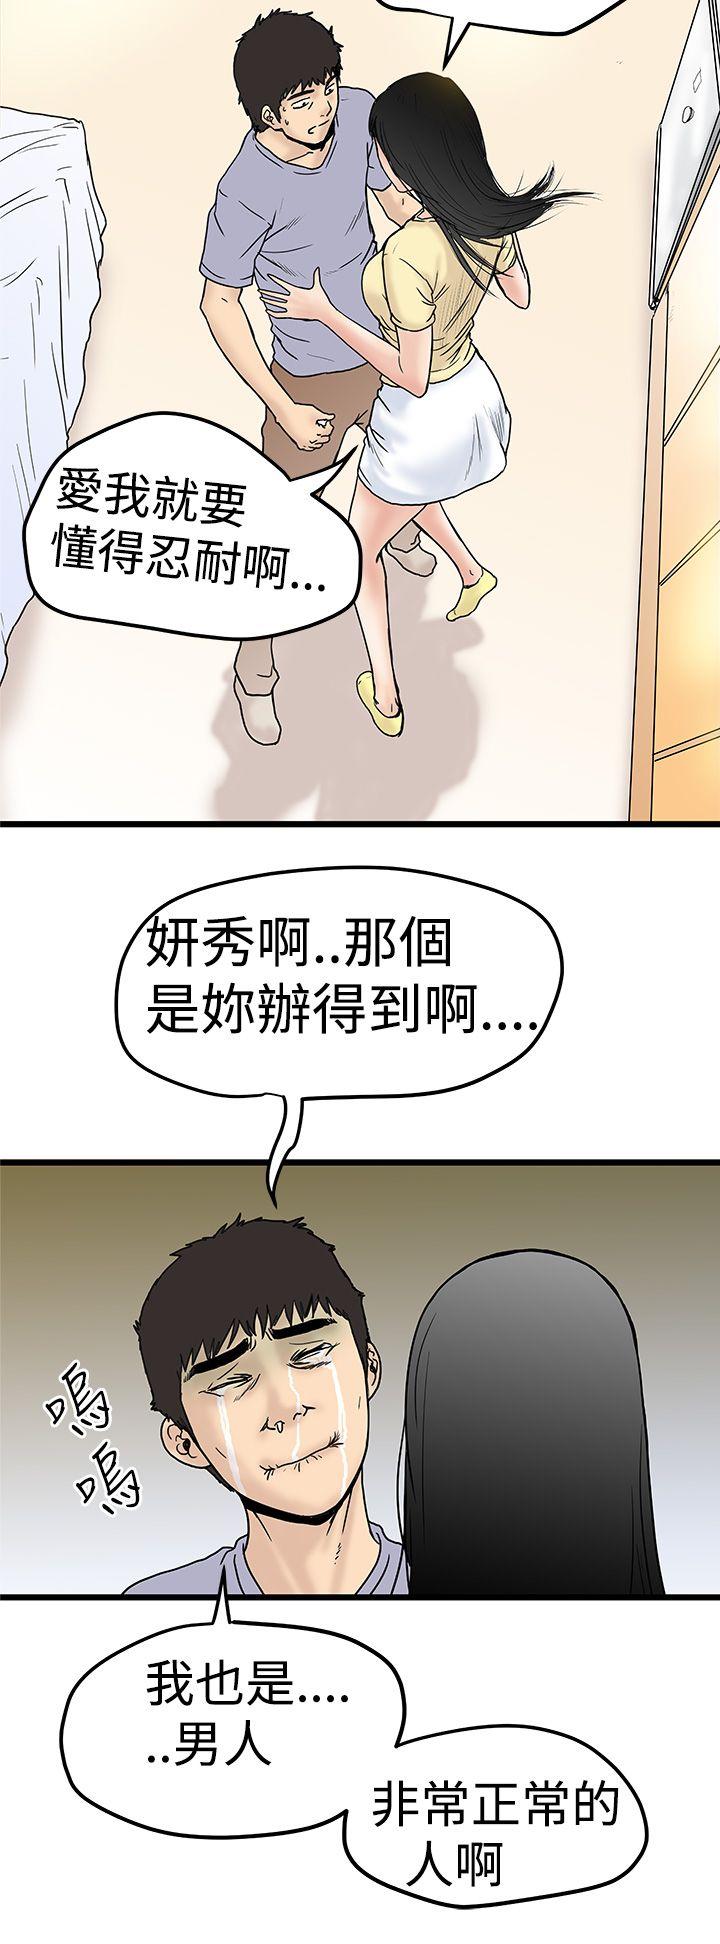 愛我就要
懂得忍耐啊...
妍秀啊..那個
是妳辦得到啊....
嗚
嗚
我也是....
..男人
非常正常的
人啊